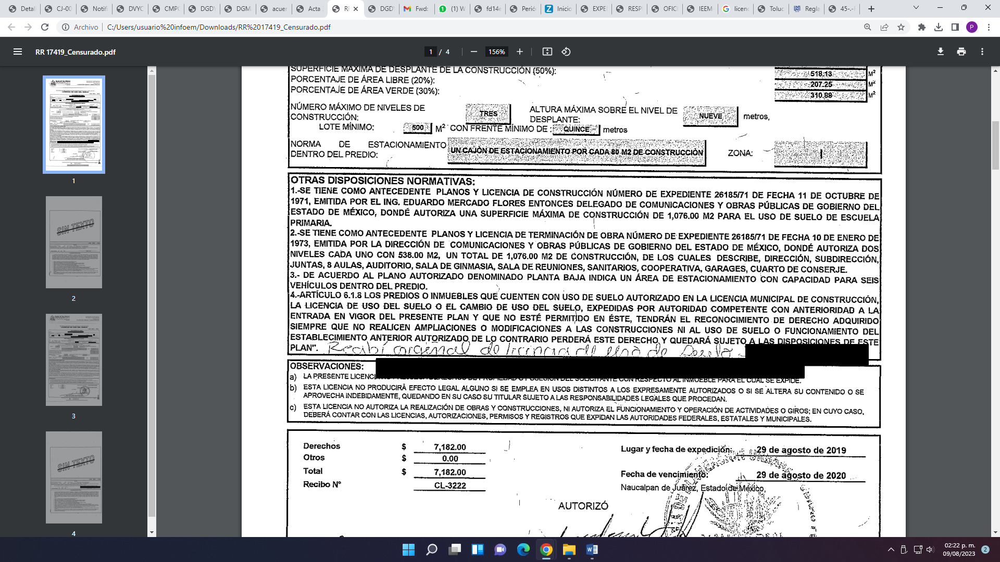 Detal
CJ-00
Notifi
DVYC
CMPC
DGDY
DGM
acuer
Acta
RR
DGDY
Fwd:
(1) W
fd14e
Perió
Inicio
EXPE
RESP
OFIC
IEEM
licenc
Toluc
Regla
45-.-F
Archivo
C:/Users/usuario%20infoem/Downloads/RR%2017419_Censurado.pdf
P
RR 17419_Censurado.pdf
1 / 4
156%
NAUCALPAN
1
SIN TEXTO
2
NAUCALPAN
3
SIN TEXTO
4
SUPERFICIE MÁXIMA DE DESPLANTE DE LA CONSTRUCCIÓN (50%): 518.13 M2
PORCENTAJE DE ÁREA LIBRE (20%): 207.25 M2
PORCENTAJE DE ÁREA VERDE (30%): 310.88 M2
NÚMERO MÁXIMO DE NIVELES DE CONSTRUCCIÓN: TRES
ALTURA MÁXIMA SOBRE EL NIVEL DE DESPLANTE: NUEVE metros,
LOTE MÍNIMO: 500 M2 CON FRENTE MÍNIMO DE : QUINCE metros
NORMA DE ESTACIONAMIENTO DENTRO DEL PREDIO: UN CAJÓN DE ESTACIONAMIENTO POR CADA 80 M2 DE CONSTRUCCIÓN
ZONA: I
OTRAS DISPOSICIONES NORMATIVAS:
1.-SE TIENE COMO ANTECEDENTE PLANOS Y LICENCIA DE CONSTRUCCIÓN NÚMERO DE EXPEDIENTE 26185/71 DE FECHA 11 DE OCTUBRE DE
1971, EMITIDA POR EL ING. EDUARDO MERCADO FLORES ENTONCES DELEGADO DE COMUNICACIONES Y OBRAS PÚBLICAS DE GOBIERNO DEL
ESTADO DE MÉXICO, DONDÉ AUTORIZA UNA SUPERFICIE MÁXIMA DE CONSTRUCCIÓN DE 1,076.00 M2 PARA EL USO DE SUELO DE ESCUELA
PRIMARIA.
2.-SE TIENE COMO ANTECEDENTE PLANOS Y LICENCIA DE TERMINACIÓN DE OBRA NÚMERO DE EXPEDIENTE 26185/71 DE FECHA 10 DE ENERO DE
1973, EMITIDA POR LA DIRECCIÓN DE COMUNICACIONES Y OBRAS PÚBLICAS DE GOBIERNO DEL ESTADO DE MÉXICO, DONDÉ AUTORIZA DOS
NIVELES CADA UNO CON 538.00 M2, UN TOTAL DE 1,076.00 M2 DE CONSTRUCCIÓN, DE LOS CUALES DESCRIBE, DIRECCIÓN, SUBDIRECCIÓN,
JUNTAS, 8 AULAS, AUDITORIO, SALA DE GINMASIA, SALA DE REUNIONES, SANITARIOS, COOPERATIVA, GARAGES, CUARTO DE CONSERJE.
3.- DE ACUERDO AL PLANO AUTORIZADO DENOMINADO PLANTA BAJA INDICA UN ÁREA DE ESTACIONAMIENTO CON CAPACIDAD PARA SEIS
VEHÍCULOS DENTRO DEL PREDIO.
4.-ARTÍCULO 6.1.8 LOS PREDIOS O INMUEBLES QUE CUENTEN CON USO DE SUELO AUTORIZADO EN LA LICENCIA MUNICIPAL DE CONSTRUCCIÓN,
LA LICENCIA DE USO DEL SUELO O EL CAMBIO DE USO DEL SUELO, EXPEDIDAS POR AUTORIDAD COMPETENTE CON ANTERIORIDAD A LA
ENTRADA EN VIGOR DEL PRESENTE PLAN Y QUE NO ESTÉ PERMITIDO EN ÉSTE, TENDRÁN EL RECONOCIMIENTO DE DERECHO ADQUIRIDO
SIEMPRE QUE NO REALICEN AMPLIACIONES O MODIFICACIONES A LAS CONSTRUCCIONES NI AL USO DE SUELO O FUNCIONAMIENTO DEL
ESTABLECIMIENTO ANTERIOR AUTORIZADO DE LO CONTRARIO PERDERÁ ESTE DERECHO Y QUEDARÁ SUJETO A LAS DISPOSICIONES DE ESTE
PLAN". Recibí original de licencia de uso de Suelo
OBSERVACIONES:
a) LA PRESENTE LICENCI DEL SOLICITANTE CON RESPECTO AL INMUEBLE PARA EL CUAL SE EXPIDE.
b) ESTA LICENCIA NO PRODUCIRÁ EFECTO LEGAL ALGUNO SI SE EMPLEA EN USOS DISTINTOS A LOS EXPRESAMENTE AUTORIZADOS O SI SE ALTERA SU CONTENIDO O SE
APROVECHA INDEBIDAMENTE, QUEDANDO EN SU CASO SU TITULAR SUJETO A LAS RESPONSABILIDADES LEGALES QUE PROCEDAN.
c) ESTA LICENCIA NO AUTORIZA LA REALIZACIÓN DE OBRAS Y CONSTRUCCIONES, NI AUTORIZA EL FUNCIONAMIENTO Y OPERACIÓN DE ACTIVIDADES O GIROS; EN CUYO CASO,
DEBERÁ CONTAR CON LAS LICENCIAS, AUTORIZACIONES, PERMISOS Y REGISTROS QUE EXPIDAN LAS AUTORIDADES FEDERALES, ESTATALES Y MUNICIPALES.
Derechos $ 7,182.00
Otros $ 0.00
Total $ 7,182.00
Recibo N° CL-3222
Lugar y fecha de expedición: 29 de agosto de 2019
Fecha de vencimiento: 29 de agosto de 2020
Naucalpan de Juárez, Estado de México,
AUTORIZÓ
02:22 p. m.
09/08/2023
2